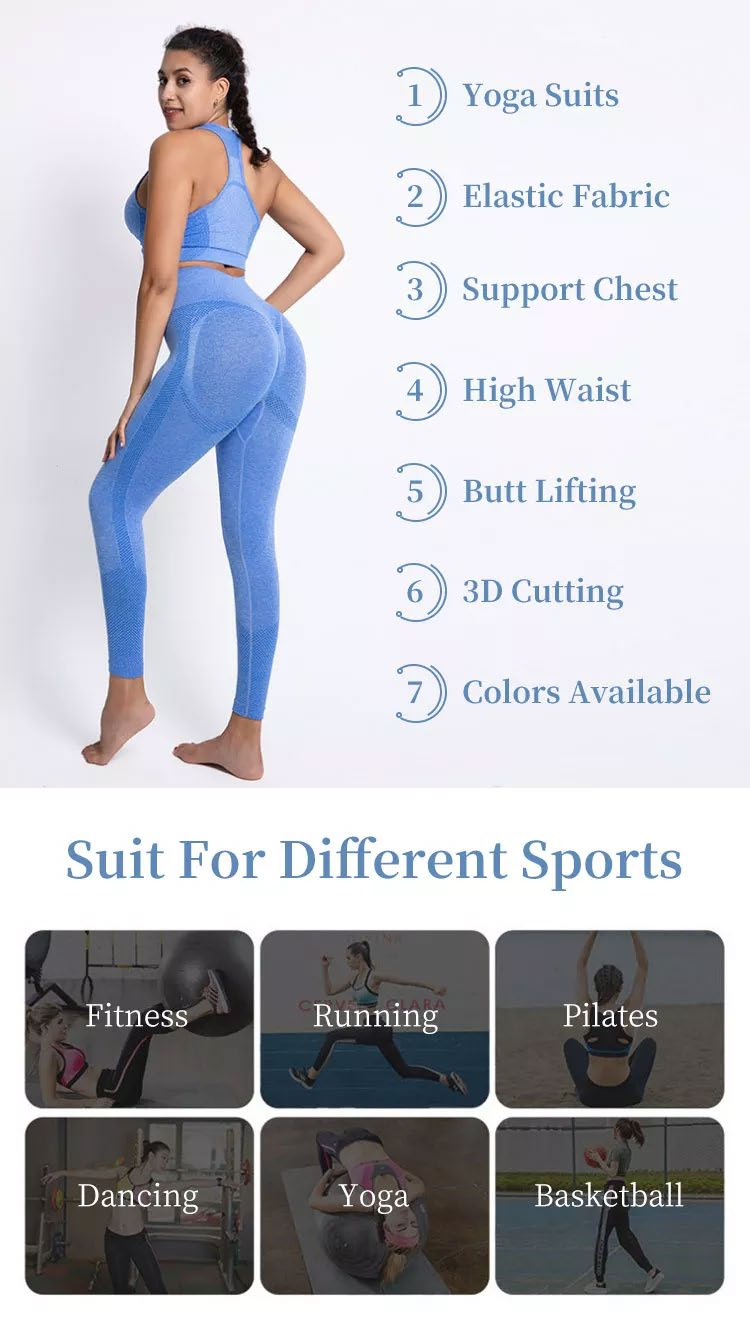 1 Yoga Suits
2 Elastic Fabric
3 Support Chest
4 High Waist
5 Butt Lifting
6 3D Cutting
7 Colors Available
Suit For Different Sports
Fitness
Running
Pilates
Dancing
Yoga
Basketball